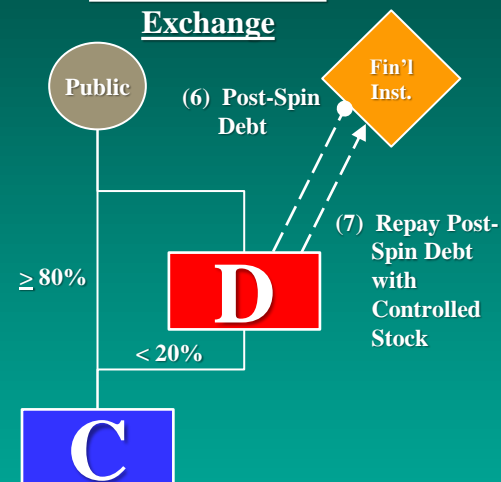 Exchange
Public
Fin'l
Inst.
(6) Post-Spin
Debt
(7) Repay Post-
Spin Debt
with
Controlled
Stock
≥ 80%
D
< 20%
C